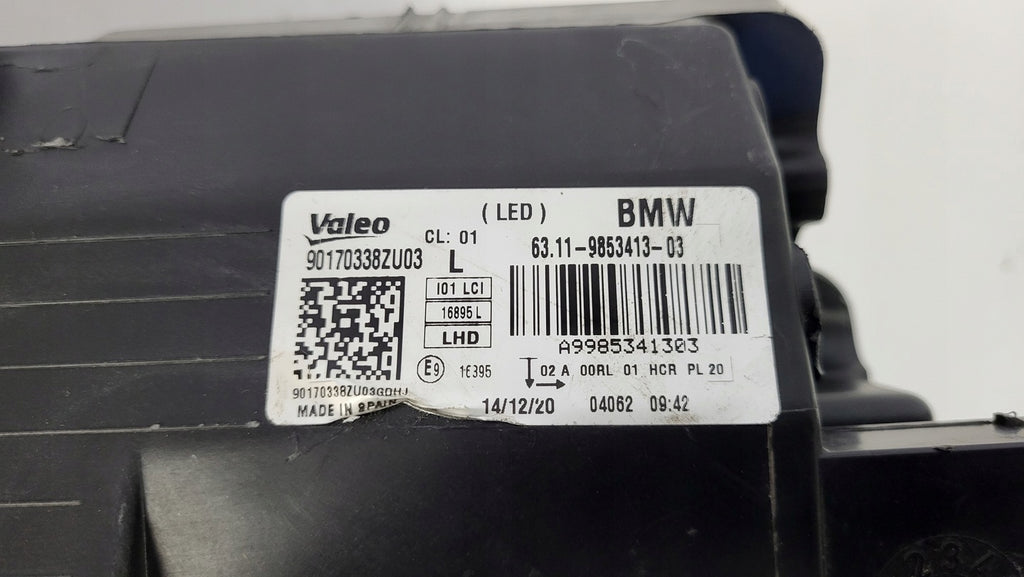 Valeo
( LED )
BMW
CL: 01
63.11-9853413-03
90170338ZU03
L
I01 LCI
16895 L
LHD
A9985341303
E9
1E395
02 A 00RL 01 HCR PL 20
90170338ZU03GDHJ
MADE IN SPAIN
14/12/20 04062 09:42